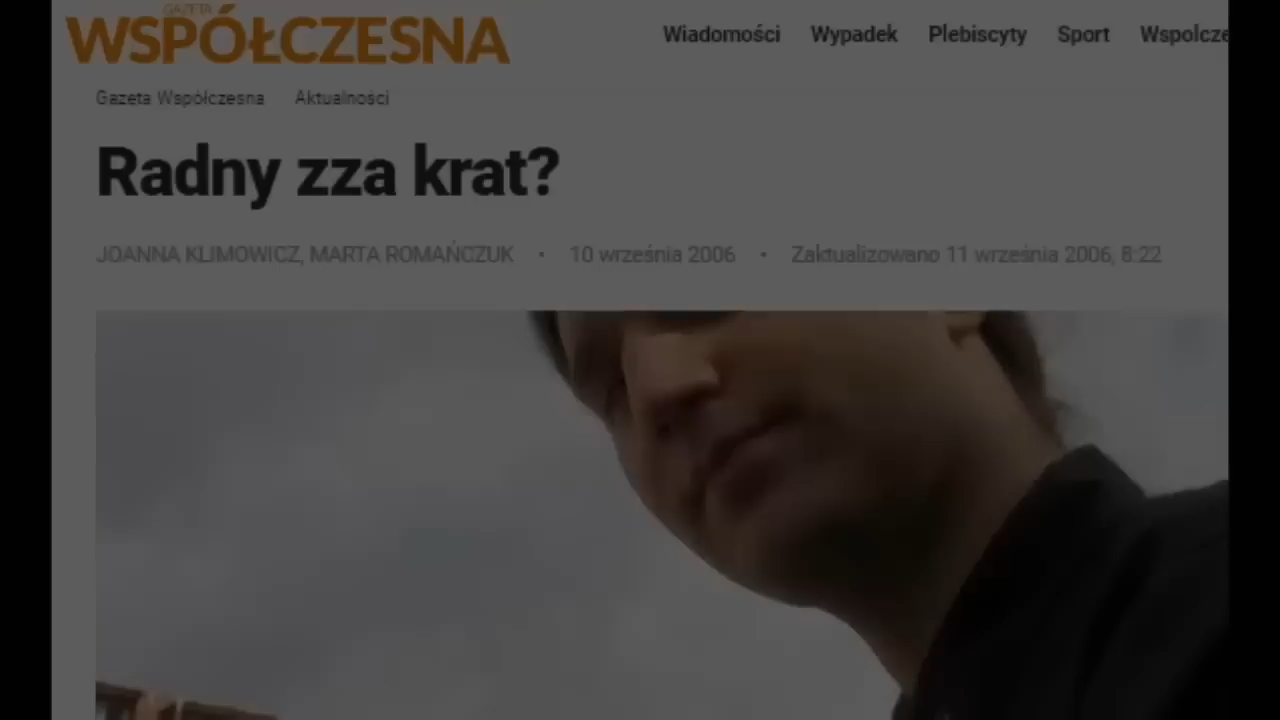 GAZETA
WSPÓŁCZESNA
Wiadomości Wypadek Plebiscyty Sport Wspolcze
Gazeta Współczesna Aktualności
Radny zza krat?
JOANNA KLIMOWICZ, MARTA ROMAŃCZUK • 10 września 2006 • Zaktualizowano 11 września 2006, 8:22